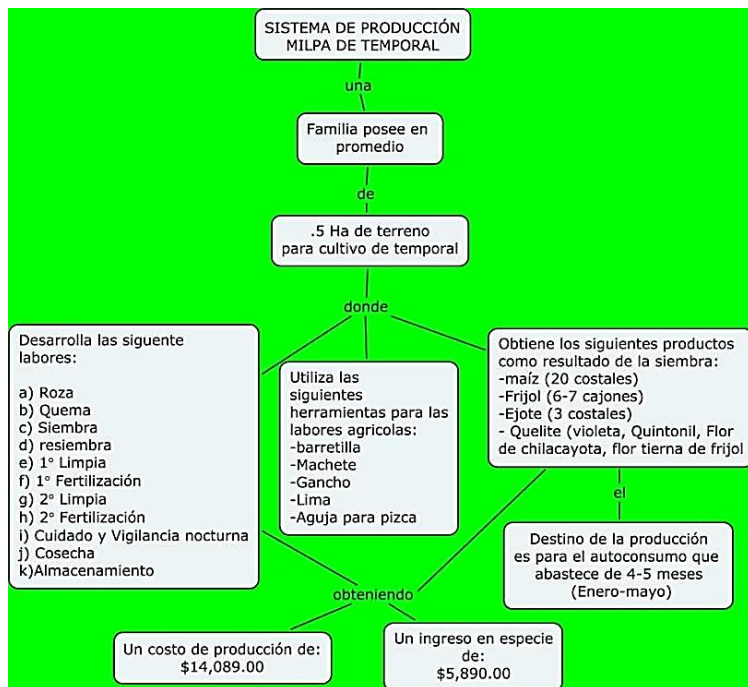 SISTEMA DE PRODUCCIÓN
MILPA DE TEMPORAL
una
Familia posee en
promedio
de
.5 Ha de terreno
para cultivo de temporal
donde
Desarrolla las siguente
labores:
a) Roza
b) Quema
c) Siembra
d) resiembra
e) 1° Limpia
f) 1° Fertilización
g) 2° Limpia
h) 2° Fertilización
i) Cuidado y Vigilancia nocturna
j) Cosecha
k)Almacenamiento
Utiliza las
siguientes
herramientas para las
labores agricolas:
-barretilla
-Machete
-Gancho
-Lima
-Aguja para pizca
Obtiene los siguientes productos
como resultado de la siembra:
-maíz (20 costales)
-Frijol (6-7 cajones)
-Ejote (3 costales)
- Quelite (violeta, Quintonil, Flor
de chilacayota, flor tierna de frijol
el
Destino de la producción
es para el autoconsumo que
abastece de 4-5 meses
(Enero-mayo)
obteniendo
Un costo de producción de:
$14,089.00
Un ingreso en especie
de:
$5,890.00